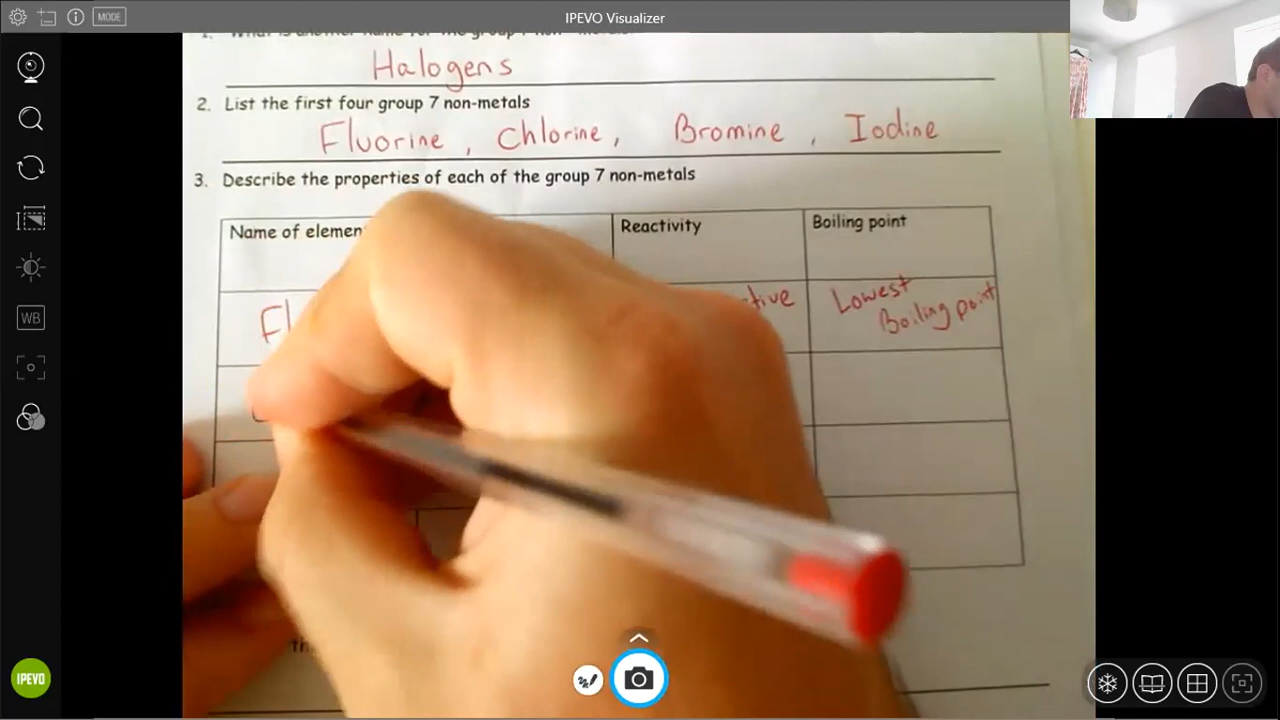 IPEVO Visualizer
MODE
WB
Halogens
2. List the first four group 7 non-metals
Fluorine, Chlorine, Bromine, Iodine
3. Describe the properties of each of the group 7 non-metals
Reactivity
Boiling point
Name of
Lowest
Boiling point
IPEVO